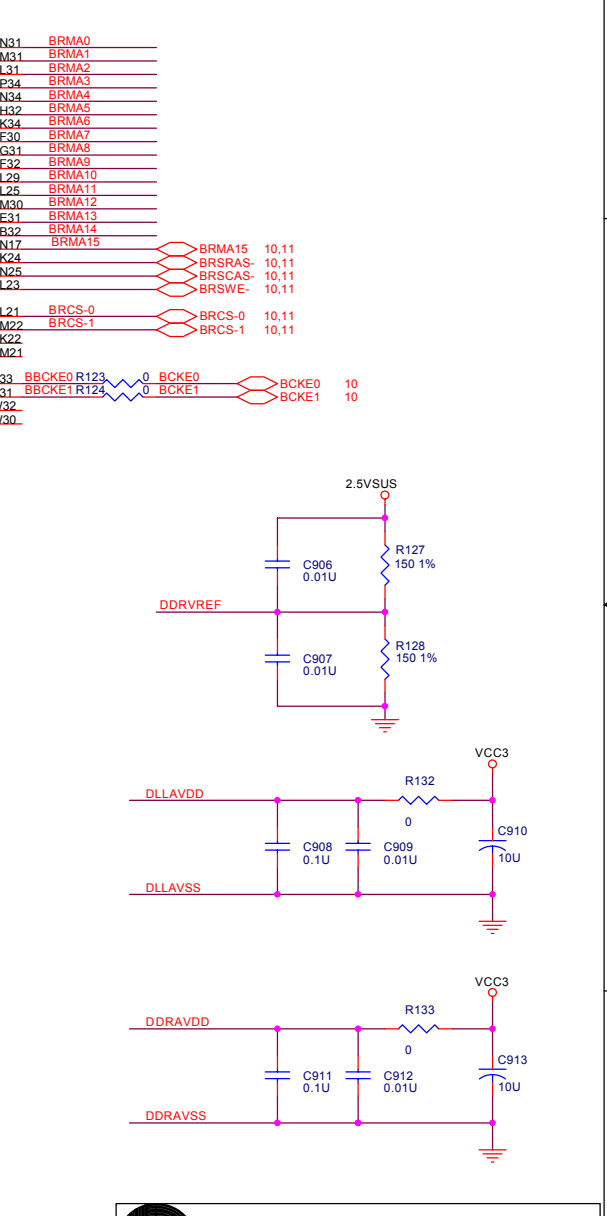 N31 BRMA0
M31 BRMA1
L31 BRMA2
P34 BRMA3
N34 BRMA4
H32 BRMA5
K34 BRMA6
F30 BRMA7
G31 BRMA8
F32 BRMA9
L29 BRMA10
L25 BRMA11
M30 BRMA12
E31 BRMA13
B32 BRMA14
N17 BRMA15 BRMA15 10,11
K24 BRSRAS- 10,11
N25 BRSCAS- 10,11
L23 BRSWE- 10,11
L21 BRCS-0 BRCS-0 10,11
M22 BRCS-1 BRCS-1 10,11
K22
M21
33 BBCKE0 R123 0 BCKE0 BCKE0 10
31 BBCKE1 R124 0 BCKE1 BCKE1 10
/32
/30
2.5VSUS
R127
150 1%
C906
0.01U
DDRVREF
R128
150 1%
C907
0.01U
VCC3
R132
DLLAVDD
0
C910
10U
C908
0.1U
C909
0.01U
DLLAVSS
VCC3
R133
DDRAVDD
0
C913
10U
C911
0.1U
C912
0.01U
DDRAVSS